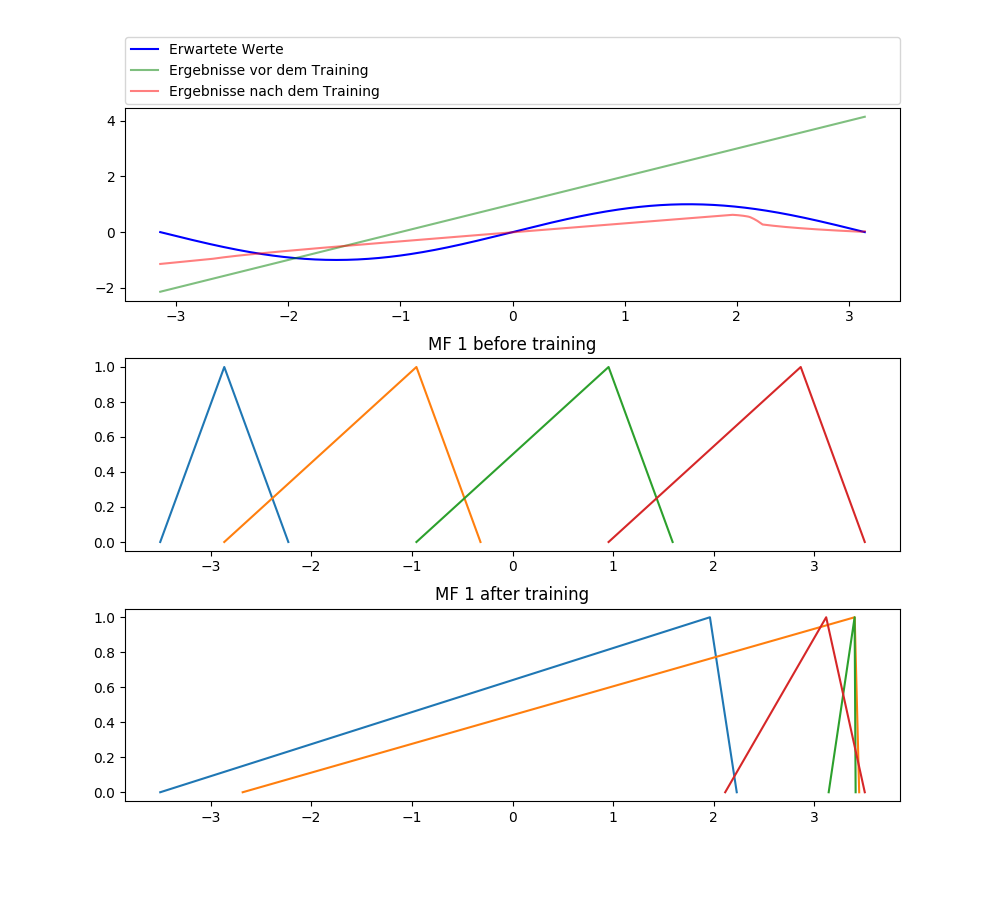 Erwartete Werte
Ergebnisse vor dem Training
Ergebnisse nach dem Training
4
2
0
−2
−3 −2 −1 0 1 2 3
MF 1 before training
1.0
0.8
0.6
0.4
0.2
0.0
−3 −2 −1 0 1 2 3
MF 1 after training
1.0
0.8
0.6
0.4
0.2
0.0
−3 −2 −1 0 1 2 3